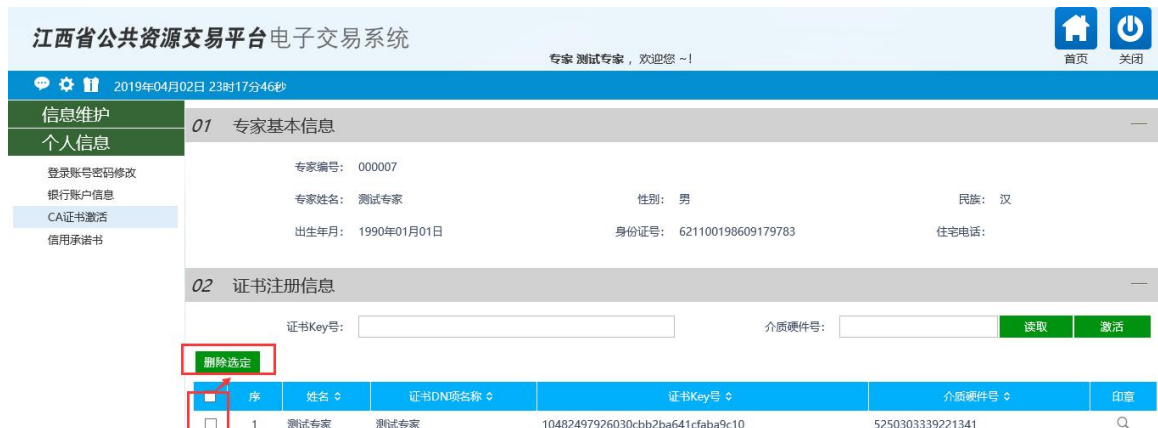 江西省公共资源交易平台电子交易系统
专家 测试专家 ，欢迎您 ~!
首页 关闭
2019年04月02日 23时17分46秒
信息维护
个人信息
登录账号密码修改
银行账户信息
CA证书激活
信用承诺书
01 专家基本信息
专家编号： 000007
专家姓名： 测试专家 性别： 男 民族： 汉
出生年月： 1990年01月01日 身份证号： 621100198609179783 住宅电话：
02 证书注册信息
证书Key号： 介质硬件号： 读取 激活
删除选定
序 姓名 证书DN项名称 证书Key号 介质硬件号 印章
1 测试专家 测试专家 10482497926030cbb2ba641cfaba9c10 5250303339221341